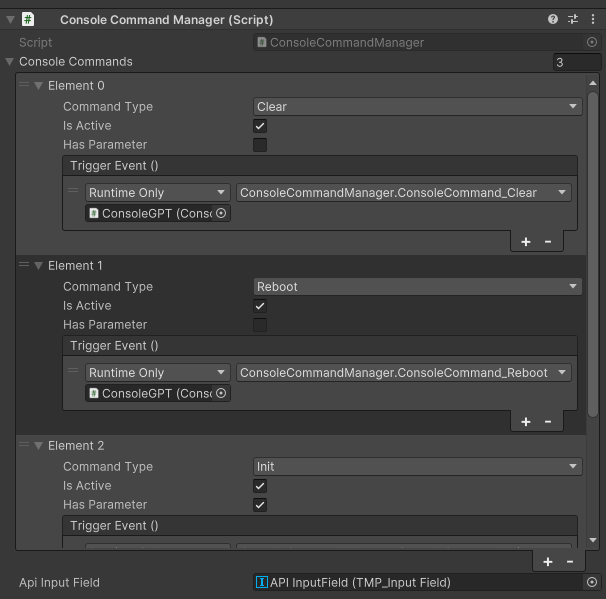 # Console Command Manager (Script)
Script # ConsoleCommandManager
Console Commands 3
Element 0
Command Type Clear
Is Active
Has Parameter
Trigger Event ()
Runtime Only ConsoleCommandManager.ConsoleCommand_Clear
# ConsoleGPT (Conso
+ -
Element 1
Command Type Reboot
Is Active
Has Parameter
Trigger Event ()
Runtime Only ConsoleCommandManager.ConsoleCommand_Reboot
# ConsoleGPT (Conso
+ -
Element 2
Command Type Init
Is Active
Has Parameter
Trigger Event ()
+ -
Api Input Field API InputField (TMP_Input Field)